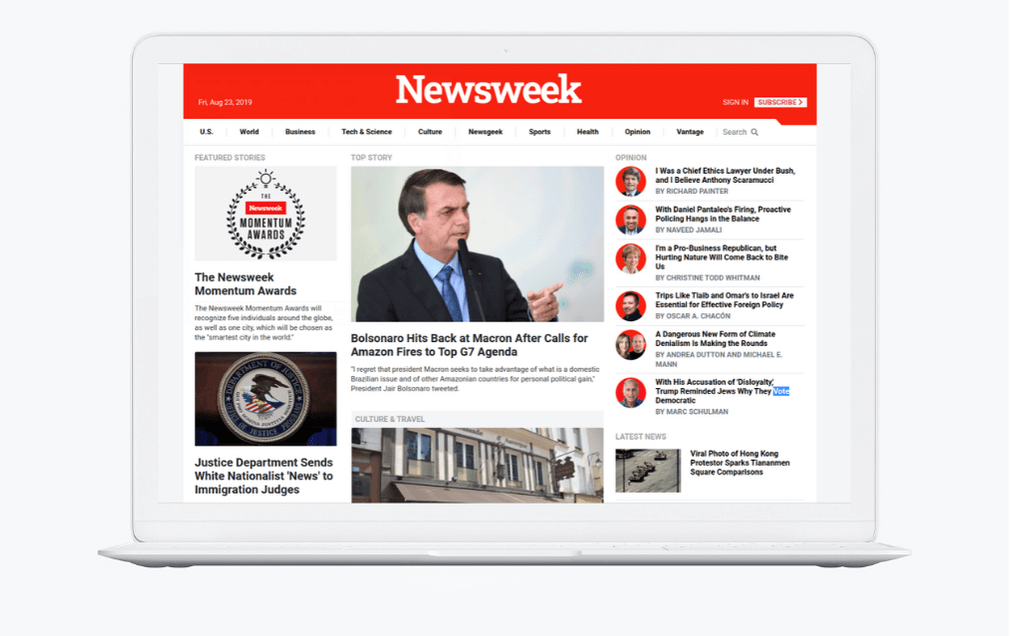 Newsweek
Fri, Aug 23, 2019
SIGN IN
SUBSCRIBE >
U.S.
World
Business
Tech & Science
Culture
Newsgeek
Sports
Health
Opinion
Vantage
Search
FEATURED STORIES
THE
Newsweek
MOMENTUM
AWARDS
The Newsweek
Momentum Awards
The Newsweek Momentum Awards will
recognize five individuals around the globe,
as well as one city, which will be chosen as
the "smartest city in the world."
DEPARTMENT OF JUSTICE
Justice Department Sends
White Nationalist 'News' to
Immigration Judges
TOP STORY
Bolsonaro Hits Back at Macron After Calls for
Amazon Fires to Top G7 Agenda
"I regret that president Macron seeks to take advantage of what is a domestic
Brazilian issue and of other Amazonian countries for personal political gain,"
President Jair Bolsonaro tweeted.
CULTURE & TRAVEL
OPINION
I Was a Chief Ethics Lawyer Under Bush,
and I Believe Anthony Scaramucci
BY RICHARD PAINTER
With Daniel Pantaleo's Firing, Proactive
Policing Hangs in the Balance
BY NAVEED JAMALI
I'm a Pro-Business Republican, but
Hurting Nature Will Come Back to Bite
Us
BY CHRISTINE TODD WHITMAN
Trips Like Tlaib and Omar's to Israel Are
Essential for Effective Foreign Policy
BY OSCAR A. CHACÓN
A Dangerous New Form of Climate
Denialism Is Making the Rounds
BY ANDREA DUTTON AND MICHAEL E.
MANN
With His Accusation of 'Disloyalty,'
Trump Reminded Jews Why They Vote
Democratic
BY MARC SCHULMAN
LATEST NEWS
Viral Photo of Hong Kong
Protestor Sparks Tiananmen
Square Comparisons